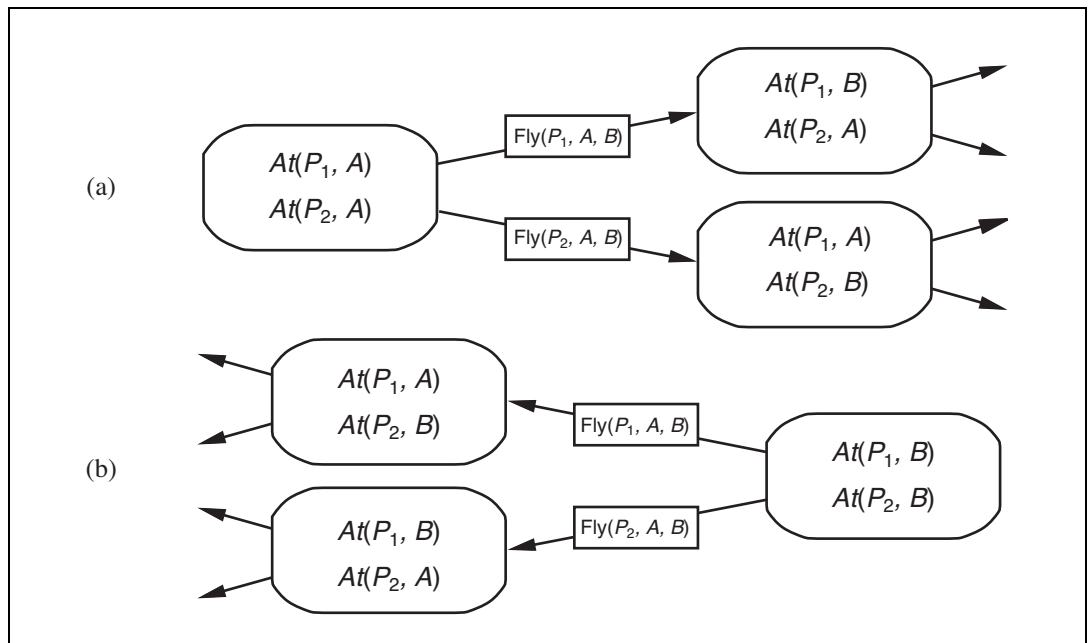 (a)
At(P₁, A)
At(P₂, A)
Fly(P₁, A, B)
Fly(P₂, A, B)
At(P₁, B)
At(P₂, A)
At(P₁, A)
At(P₂, B)
(b)
At(P₁, A)
At(P₂, B)
At(P₁, B)
At(P₂, A)
Fly(P₁, A, B)
Fly(P₂, A, B)
At(P₁, B)
At(P₂, B)